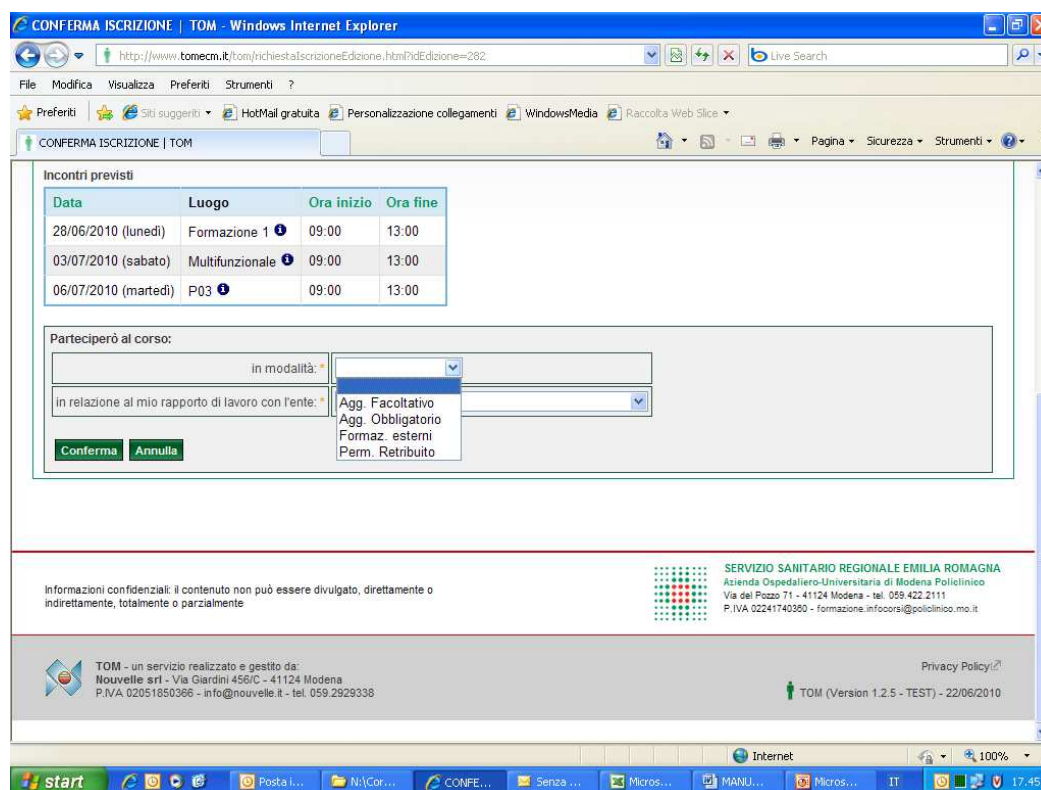 CONFERMA ISCRIZIONE | TOM - Windows Internet Explorer
http://www.tomecm.it/tom/richiestaIscrizioneEdizione.html?idEdizione=282
Live Search
File Modifica Visualizza Preferiti Strumenti ?
Preferiti Siti suggeriti HotMail gratuita Personalizzazione collegamenti WindowsMedia Raccolta Web Slice
CONFERMA ISCRIZIONE | TOM Pagina Sicurezza Strumenti
Incontri previsti
Data Luogo Ora inizio Ora fine
28/06/2010 (lunedì) Formazione 1 09:00 13:00
03/07/2010 (sabato) Multifunzionale 09:00 13:00
06/07/2010 (martedì) P03 09:00 13:00
Parteciperò al corso:
in modalità: *
in relazione al mio rapporto di lavoro con l'ente: *
Agg. Facoltativo
Agg. Obbligatorio
Formaz. esterni
Perm. Retribuito
Conferma Annulla
Informazioni confidenziali: il contenuto non può essere divulgato, direttamente o
indirettamente, totalmente o parzialmente
SERVIZIO SANITARIO REGIONALE EMILIA ROMAGNA
Azienda Ospedaliero-Universitaria di Modena Policlinico
Via del Pozzo 71 - 41124 Modena - tel. 059.422.2111
P.IVA 02241740360 - formazione.infocorsi@policlinico.mo.it
TOM - un servizio realizzato e gestito da:
Nouvelle srl - Via Giardini 456/C - 41124 Modena
P.IVA 02051850366 - info@nouvelle.it - tel. 059.2929338
Privacy Policy
TOM (Version 1.2.5 - TEST) - 22/06/2010
Internet 100%
start Posta i... N:\Cor... CONFE... Senza ... Micros... MANU... Micros... IT 17.45